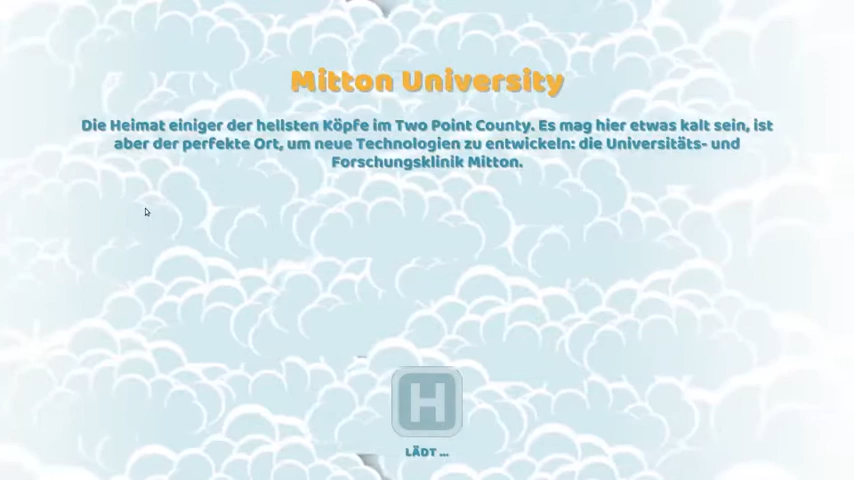 Mitton University
Die Heimat einiger der hellsten Köpfe im Two Point County. Es mag hier etwas kalt sein, ist
aber der perfekte Ort, um neue Technologien zu entwickeln: die Universitäts- und
Forschungsklinik Mitton.
H
LÄDT ...